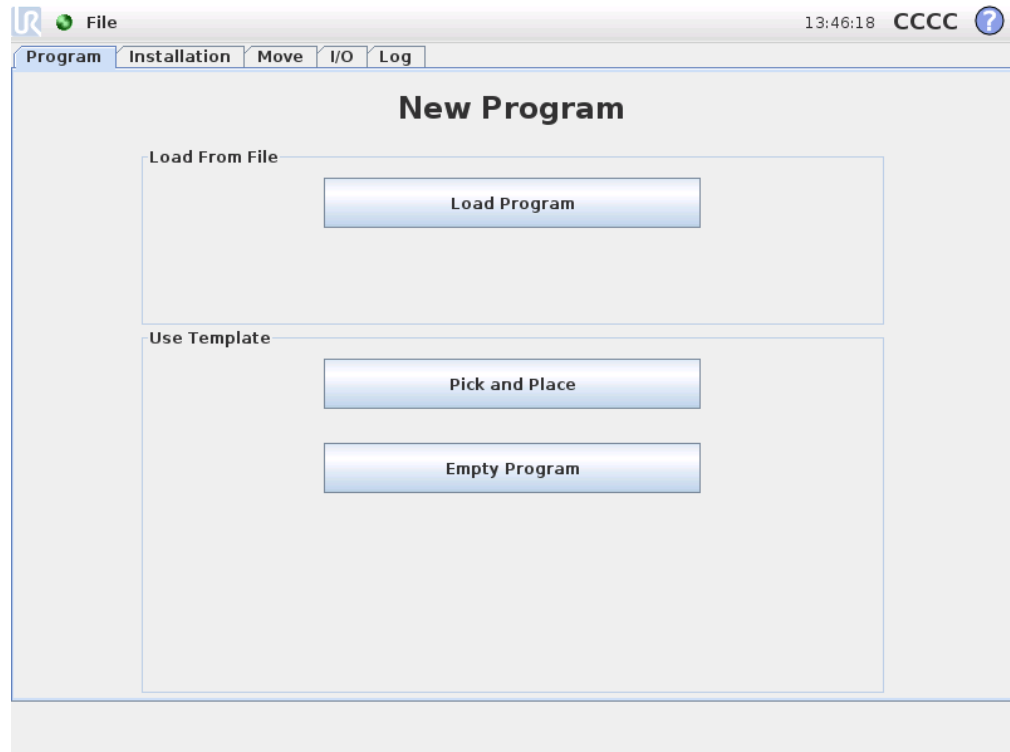 UR File 13:46:18 CCCC ?
Program Installation Move I/O Log
New Program
Load From File
Load Program
Use Template
Pick and Place
Empty Program